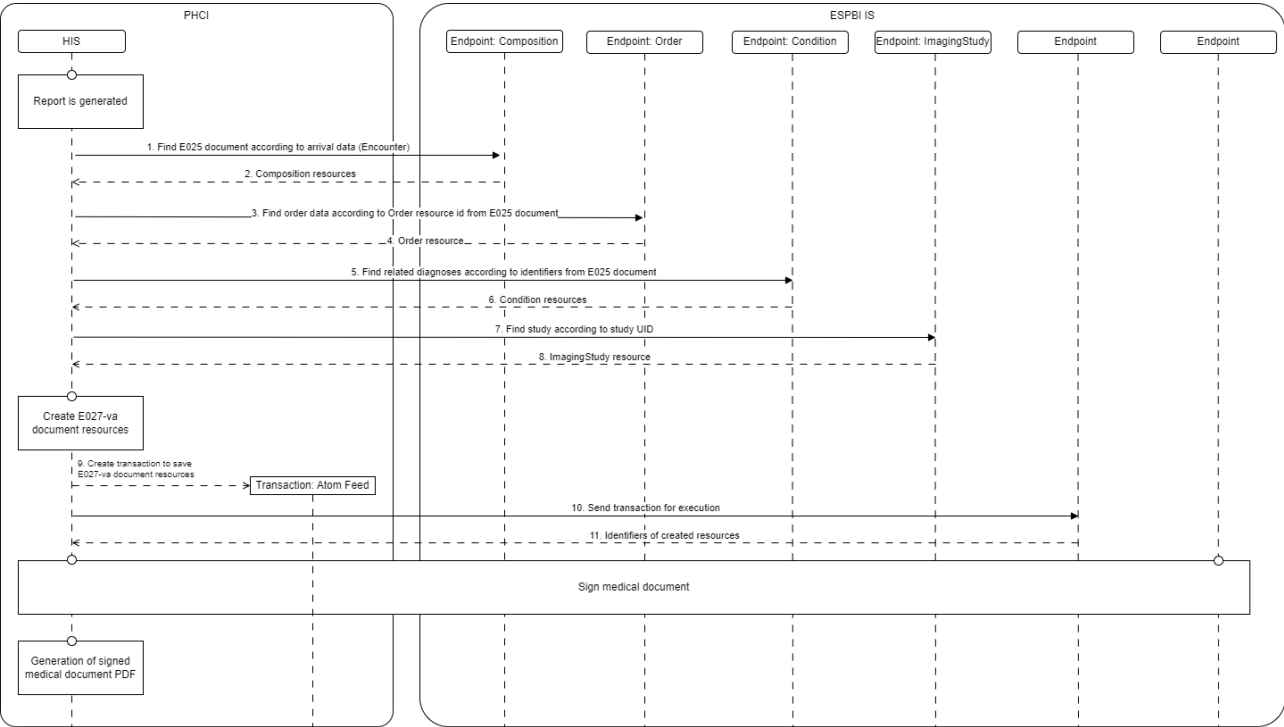 PHCI
ESPBI IS
HIS
Endpoint: Composition
Endpoint: Order
Endpoint: Condition
Endpoint: ImagingStudy
Endpoint
Endpoint
Report is generated
1. Find E025 document according to arrival data (Encounter)
2. Composition resources
3. Find order data according to Order resource id from E025 document
4. Order resource
5. Find related diagnoses according to identifiers from E025 document
6. Condition resources
7. Find study according to study UID
8. ImagingStudy resource
Create E027-va
document resources
9. Create transaction to save
E027-va document resources
Transaction: Atom Feed
10. Send transaction for execution
11. Identifiers of created resources
Sign medical document
Generation of signed
medical document PDF